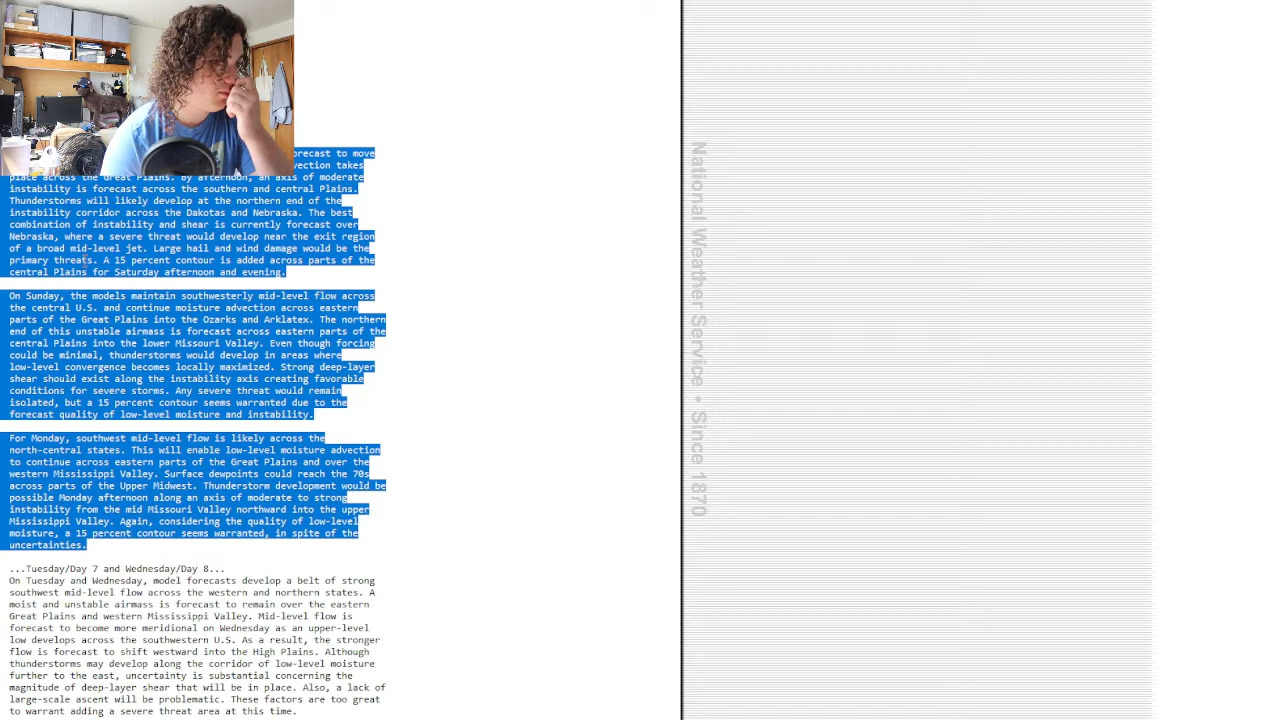 orecast to move
vection takes
place across the Great Plains. By afternoon, an axis of moderate
instability is forecast across the southern and central Plains.
Thunderstorms will likely develop at the northern end of the
instability corridor across the Dakotas and Nebraska. The best
combination of instability and shear is currently forecast over
Nebraska, where a severe threat would develop near the exit region
of a broad mid-level jet. Large hail and wind damage would be the
primary threats. A 15 percent contour is added across parts of the
central Plains for Saturday afternoon and evening.
On Sunday, the models maintain southwesterly mid-level flow across
the central U.S. and continue moisture advection across eastern
parts of the Great Plains into the Ozarks and Arklatex. The northern
end of this unstable airmass is forecast across eastern parts of the
central Plains into the lower Missouri Valley. Even though forcing
could be minimal, thunderstorms would develop in areas where
low-level convergence becomes locally maximized. Strong deep-layer
shear should exist along the instability axis creating favorable
conditions for severe storms. Any severe threat would remain
isolated, but a 15 percent contour seems warranted due to the
forecast quality of low-level moisture and instability.
For Monday, southwest mid-level flow is likely across the
north-central states. This will enable low-level moisture advection
to continue across eastern parts of the Great Plains and over the
western Mississippi Valley. Surface dewpoints could reach the 70s
across parts of the Upper Midwest. Thunderstorm development would be
possible Monday afternoon along an axis of moderate to strong
instability from the mid Missouri Valley northward into the upper
Mississippi Valley. Again, considering the quality of low-level
moisture, a 15 percent contour seems warranted, in spite of the
uncertainties.
...Tuesday/Day 7 and Wednesday/Day 8...
On Tuesday and Wednesday, model forecasts develop a belt of strong
southwest mid-level flow across the western and northern states. A
moist and unstable airmass is forecast to remain over the eastern
Great Plains and western Mississippi Valley. Mid-level flow is
forecast to become more meridional on Wednesday as an upper-level
low develops across the southwestern U.S. As a result, the stronger
flow is forecast to shift westward into the High Plains. Although
thunderstorms may develop along the corridor of low-level moisture
further to the east, uncertainty is substantial concerning the
magnitude of deep-layer shear that will be in place. Also, a lack of
large-scale ascent will be problematic. These factors are too great
to warrant adding a severe threat area at this time.
National Weather Service • Since 1870